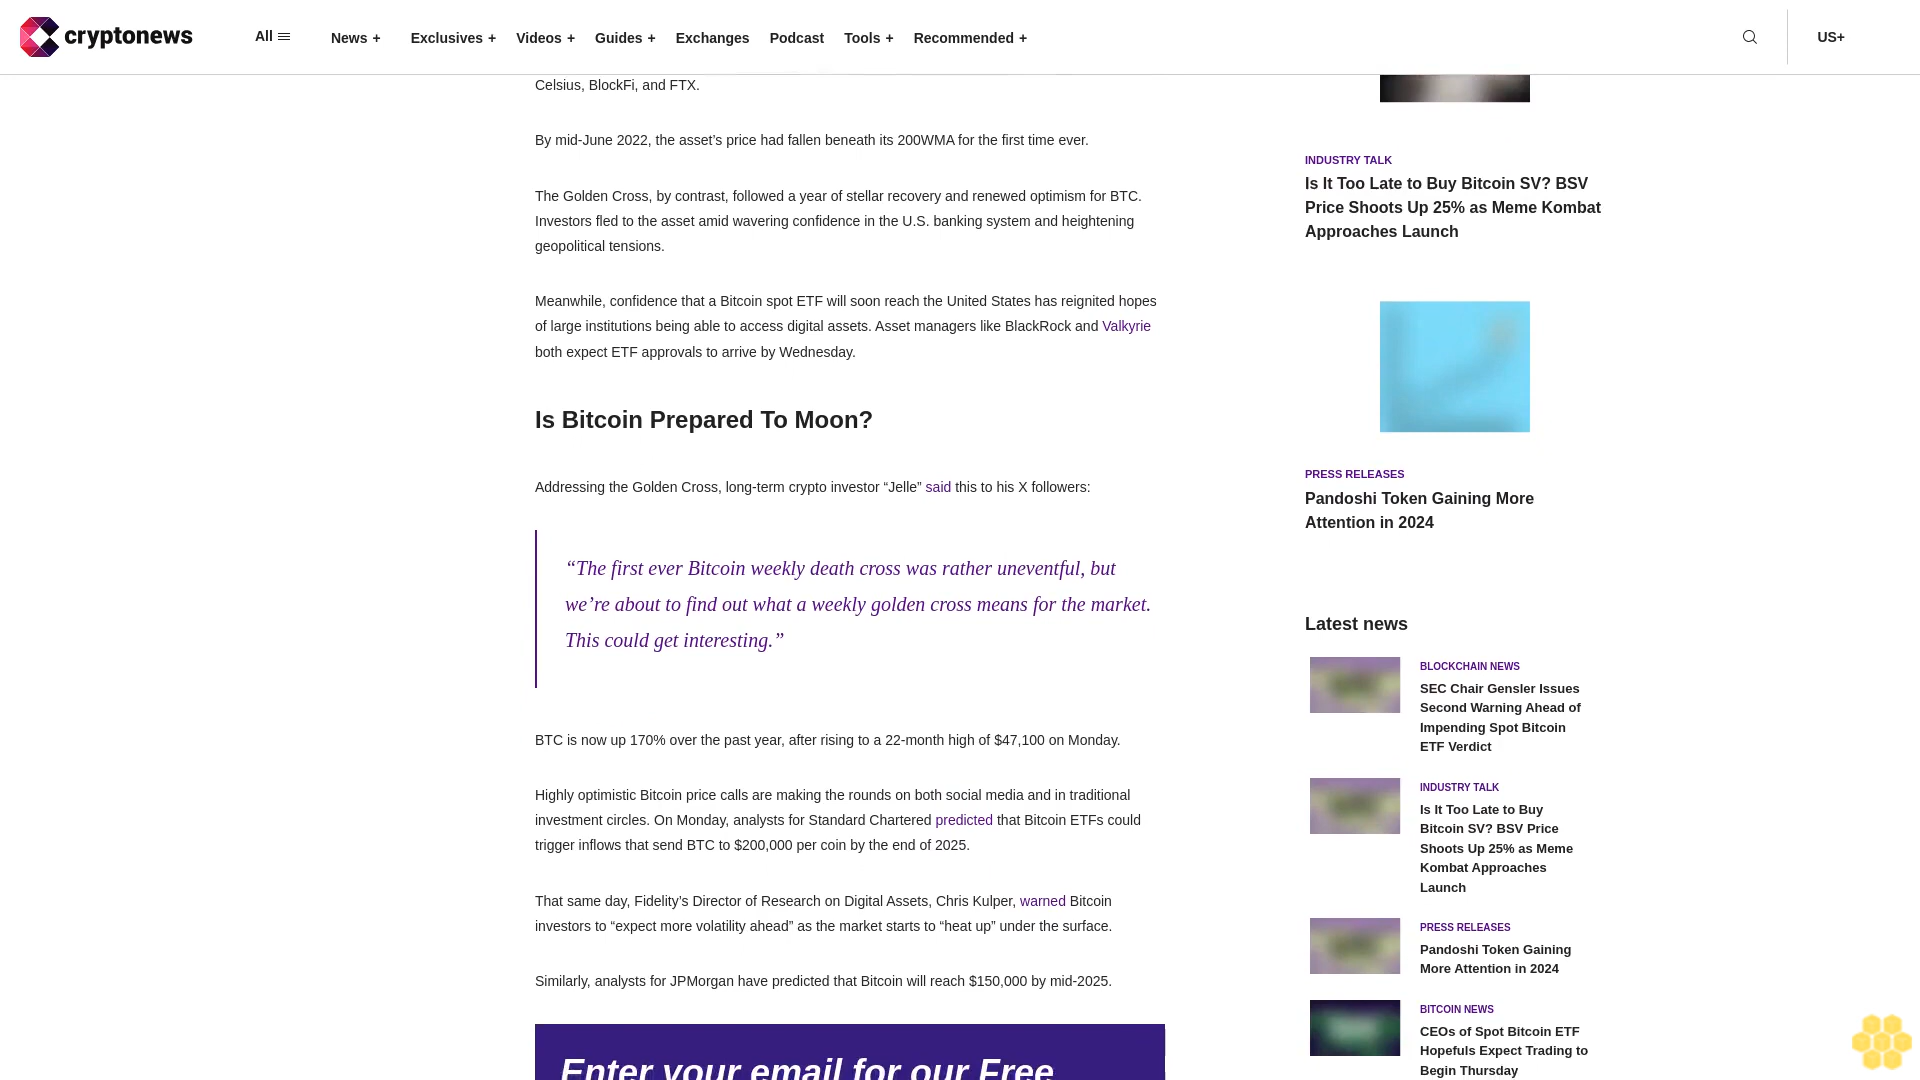 cryptonews
All
News +
Exclusives +
Videos +
Guides +
Exchanges
Podcast
Tools +
Recommended +
US+
Celsius, BlockFi, and FTX.
By mid-June 2022, the asset’s price had fallen beneath its 200WMA for the first time ever.
The Golden Cross, by contrast, followed a year of stellar recovery and renewed optimism for BTC.
Investors fled to the asset amid wavering confidence in the U.S. banking system and heightening
geopolitical tensions.
Meanwhile, confidence that a Bitcoin spot ETF will soon reach the United States has reignited hopes
of large institutions being able to access digital assets. Asset managers like BlackRock and Valkyrie
both expect ETF approvals to arrive by Wednesday.
Is Bitcoin Prepared To Moon?
Addressing the Golden Cross, long-term crypto investor “Jelle” said this to his X followers:
“The first ever Bitcoin weekly death cross was rather uneventful, but
we’re about to find out what a weekly golden cross means for the market.
This could get interesting.”
BTC is now up 170% over the past year, after rising to a 22-month high of $47,100 on Monday.
Highly optimistic Bitcoin price calls are making the rounds on both social media and in traditional
investment circles. On Monday, analysts for Standard Chartered predicted that Bitcoin ETFs could
trigger inflows that send BTC to $200,000 per coin by the end of 2025.
That same day, Fidelity’s Director of Research on Digital Assets, Chris Kulper, warned Bitcoin
investors to “expect more volatility ahead” as the market starts to “heat up” under the surface.
Similarly, analysts for JPMorgan have predicted that Bitcoin will reach $150,000 by mid-2025.
Enter your email for our Free
INDUSTRY TALK
Is It Too Late to Buy Bitcoin SV? BSV
Price Shoots Up 25% as Meme Kombat
Approaches Launch
PRESS RELEASES
Pandoshi Token Gaining More
Attention in 2024
Latest news
BLOCKCHAIN NEWS
SEC Chair Gensler Issues
Second Warning Ahead of
Impending Spot Bitcoin
ETF Verdict
INDUSTRY TALK
Is It Too Late to Buy
Bitcoin SV? BSV Price
Shoots Up 25% as Meme
Kombat Approaches
Launch
PRESS RELEASES
Pandoshi Token Gaining
More Attention in 2024
BITCOIN NEWS
CEOs of Spot Bitcoin ETF
Hopefuls Expect Trading to
Begin Thursday